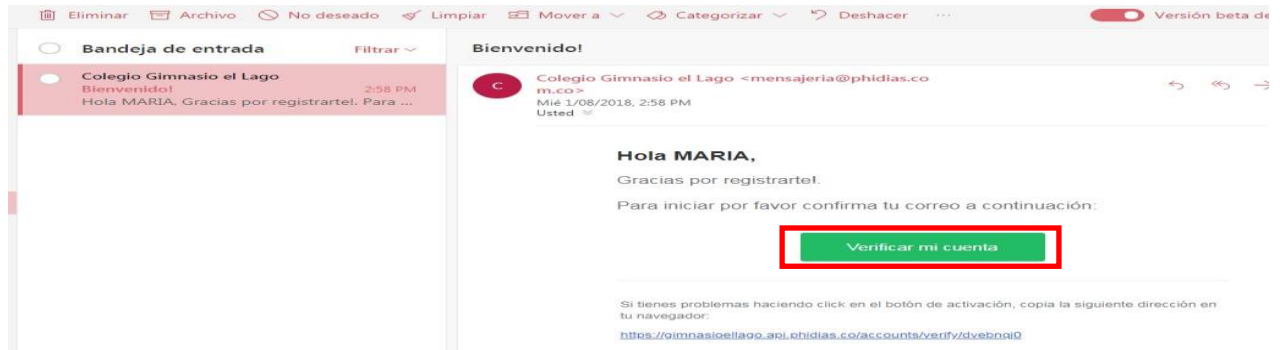 Eliminar Archivo No deseado Limpiar Mover a Categorizar Deshacer ... Versión beta de
Bandeja de entrada Filtrar
Colegio Gimnasio el Lago
Bienvenido! 2:58 PM
Hola MARIA, Gracias por registrarte!. Para ...
Bienvenido!
C
Colegio Gimnasio el Lago <mensajeria@phidias.co
m.co>
Mié 1/08/2018, 2:58 PM
Usted
Hola MARIA,
Gracias por registrarte!.
Para iniciar por favor confirma tu correo a continuación:
Verificar mi cuenta
Si tienes problemas haciendo click en el botón de activación, copia la siguiente dirección en
tu navegador:
https://gimnasioellago.api.phidias.co/accounts/verify/dvebnqj0